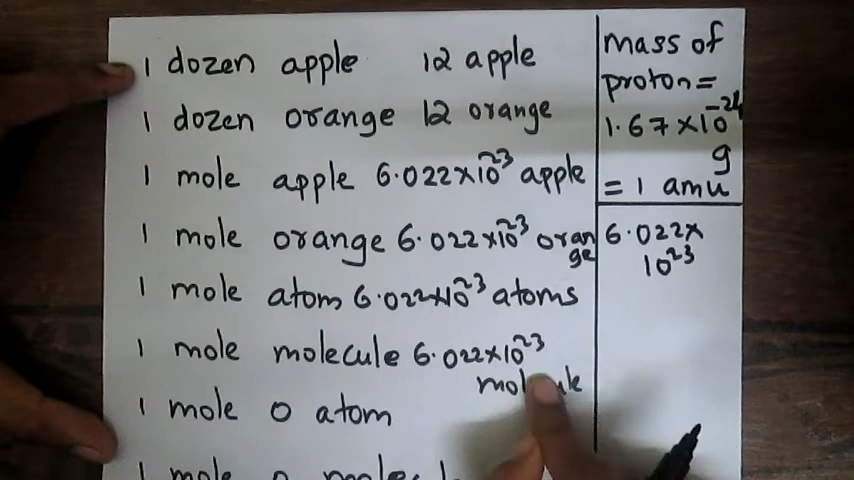 1 dozen apple 12 apple
1 dozen orange 12 orange
1 mole apple 6.022×10²³ apple
1 mole orange 6.022×10²³ orange
1 mole atom 6.022×10²³ atoms
1 mole molecule 6.022×10²³
1 mole O atom
1 mole
mass of
proton =
1.67×10⁻²⁴
g
= 1 amu
6.022×
10²³